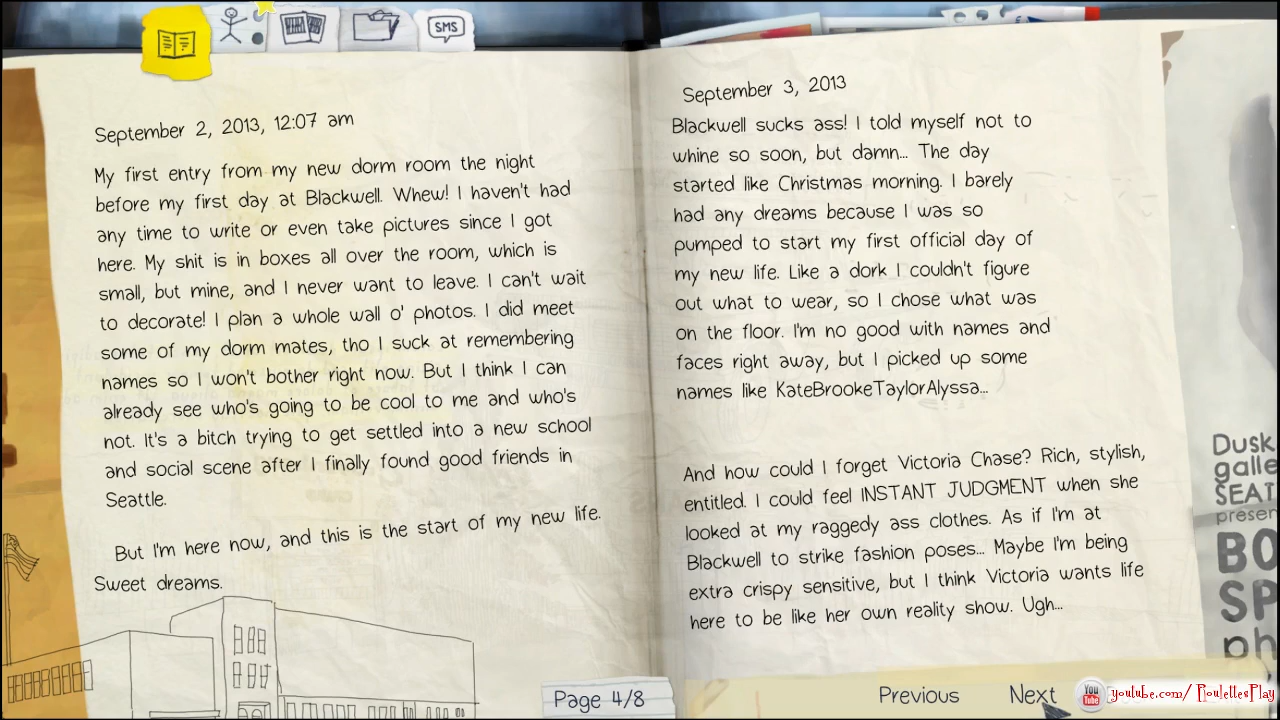 SMS
September 2, 2013, 12:07 am
My first entry from my new dorm room the night
before my first day at Blackwell. Whew! I haven't had
any time to write or even take pictures since I got
here. My shit is in boxes all over the room, which is
small, but mine, and I never want to leave. I can't wait
to decorate! I plan a whole wall o' photos. I did meet
some of my dorm mates, tho I suck at remembering
names so I won't bother right now. But I think I can
already see who's going to be cool to me and who's
not. It's a bitch trying to get settled into a new school
and social scene after I finally found good friends in
Seattle.
But I'm here now, and this is the start of my new life.
Sweet dreams.
September 3, 2013
Blackwell sucks ass! I told myself not to
whine so soon, but damn... The day
started like Christmas morning. I barely
had any dreams because I was so
pumped to start my first official day of
my new life. Like a dork I couldn't figure
out what to wear, so I chose what was
on the floor. I'm no good with names and
faces right away, but I picked up some
names like KateBrookeTaylorAlyssa...
And how could I forget Victoria Chase? Rich, stylish,
entitled. I could feel INSTANT JUDGMENT when she
looked at my raggedy ass clothes. As if I'm at
Blackwell to strike fashion poses... Maybe I'm being
extra crispy sensitive, but I think Victoria wants life
here to be like her own reality show. Ugh...
Dusk
galle
SEAT
presen
BO
SP
ph
Page 4/8
Previous
Next
You Tube
youtube.com/RoulettesPlay